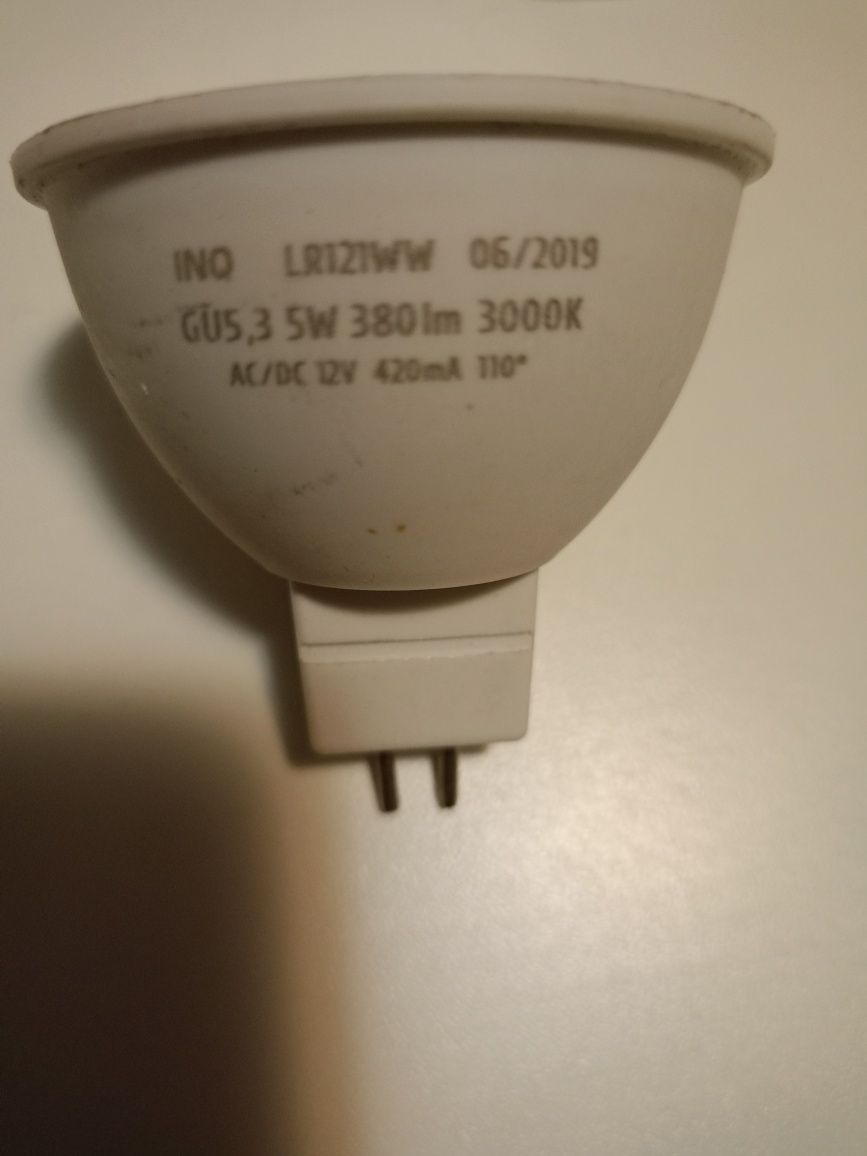 INQ LR121WW 06/2019
GU5,3 5W 380lm 3000K
AC/DC 12V 420mA 110°